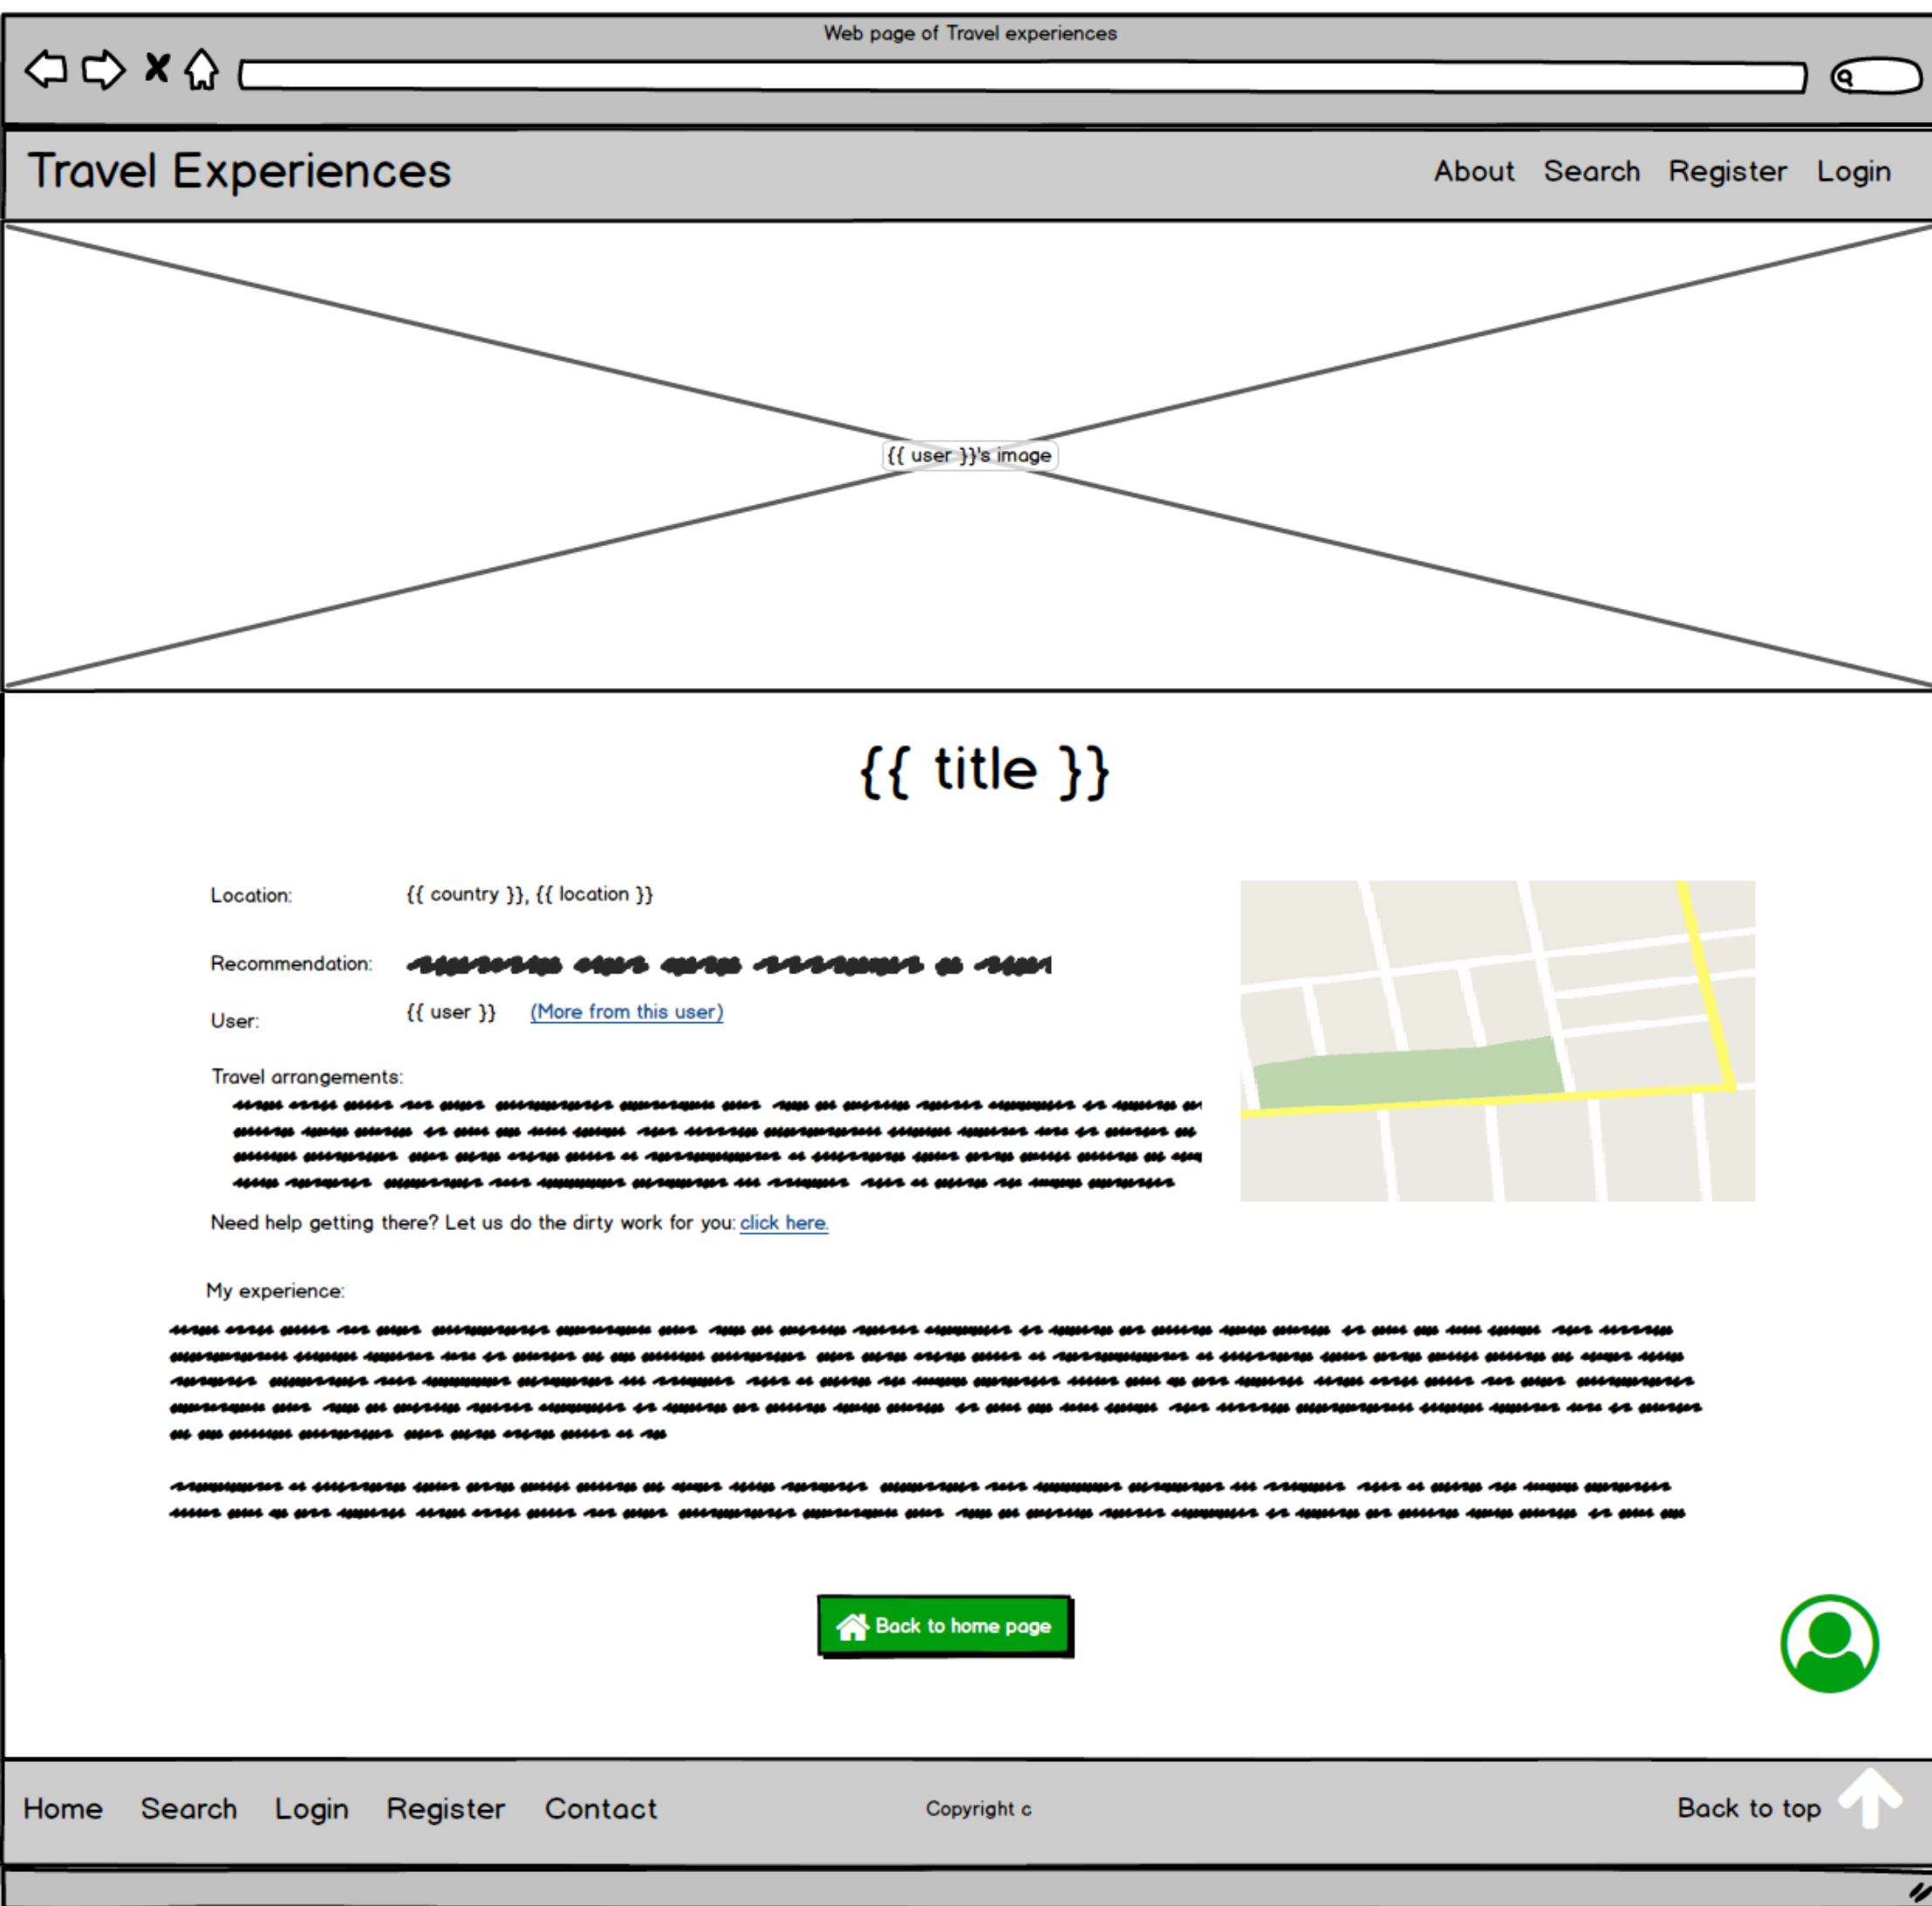 Web page of Travel experiences
Travel Experiences
About Search Register Login
{{ user }}'s image
{{ title }}
Location: {{ country }}, {{ location }}
Recommendation:
User: {{ user }} (More from this user)
Travel arrangements:
Need help getting there? Let us do the dirty work for you: click here.
My experience:
Back to home page
Home Search Login Register Contact Copyright c Back to top